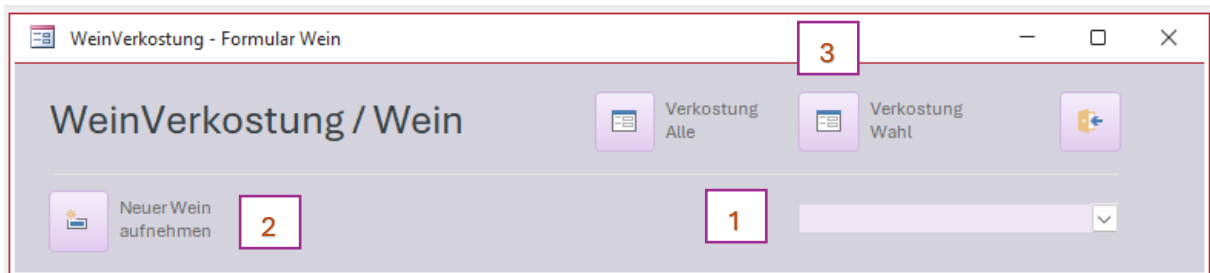 WeinVerkostung - Formular Wein
3
WeinVerkostung / Wein
Verkostung
Alle
Verkostung
Wahl
Neuer Wein
aufnehmen
2
1